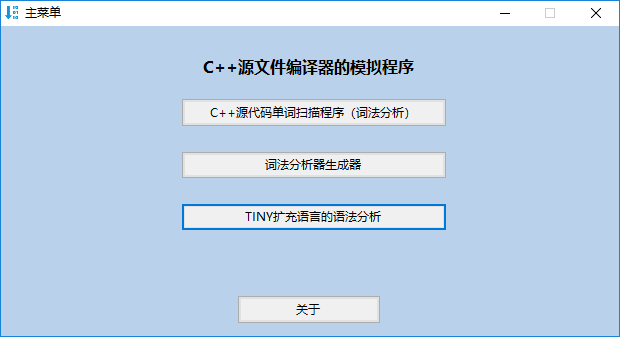 主菜单
C++源文件编译器的模拟程序
C++源代码单词扫描程序（词法分析）
词法分析器生成器
TINY扩充语言的语法分析
关于